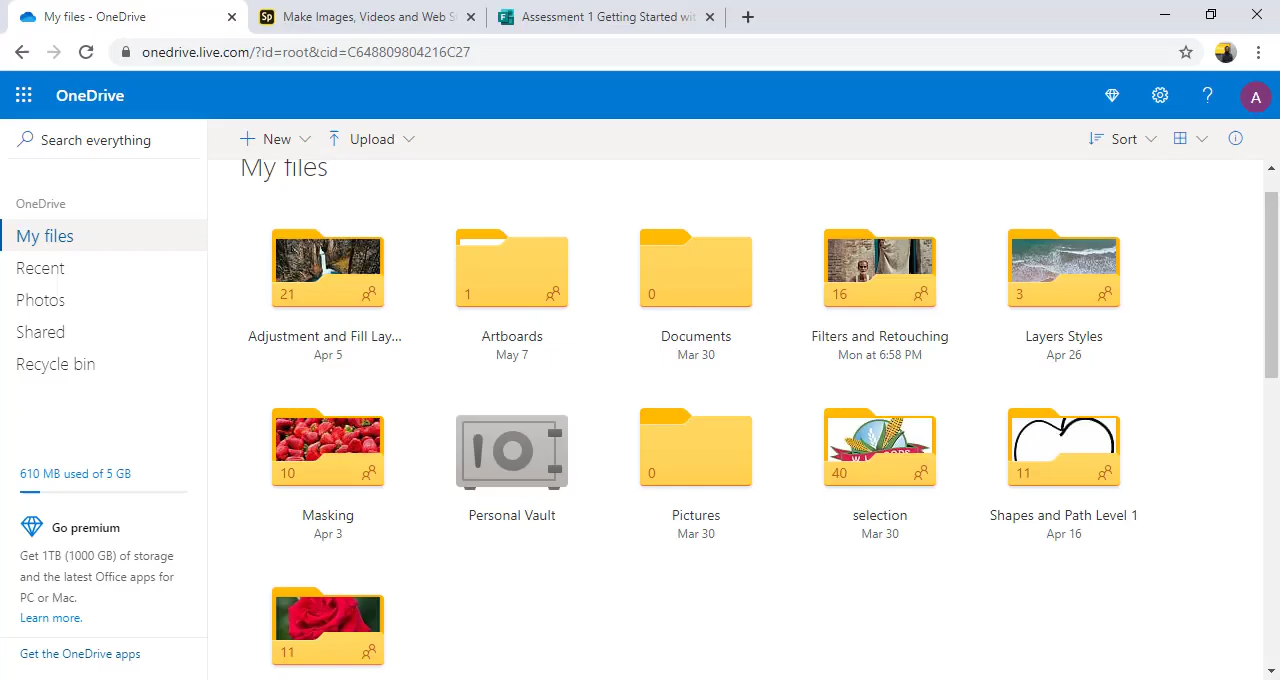 My files - OneDrive
Sp Make Images, Videos and Web S
Assessment 1 Getting Started wit
onedrive.live.com/?id=root&cid=C648809804216C27
OneDrive
A
Search everything
New
Upload
Sort
My files
OneDrive
My files
Recent
Photos
Shared
Recycle bin
610 MB used of 5 GB
Go premium
Get 1TB (1000 GB) of storage
and the latest Office apps for
PC or Mac.
Learn more.
Get the OneDrive apps
21
Adjustment and Fill Lay...
Apr 5
1
Artboards
May 7
0
Documents
Mar 30
16
Filters and Retouching
Mon at 6:58 PM
3
Layers Styles
Apr 26
10
Masking
Apr 3
Personal Vault
0
Pictures
Mar 30
40
selection
Mar 30
11
Shapes and Path Level 1
Apr 16
11